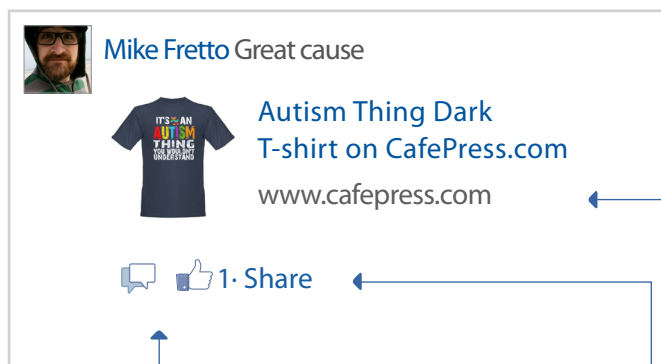 Mike Fretto Great cause
IT'S AN
AUTISM
THING
YOU WOULDN'T
UNDERSTAND
Autism Thing Dark
T-shirt on CafePress.com
www.cafepress.com
1· Share